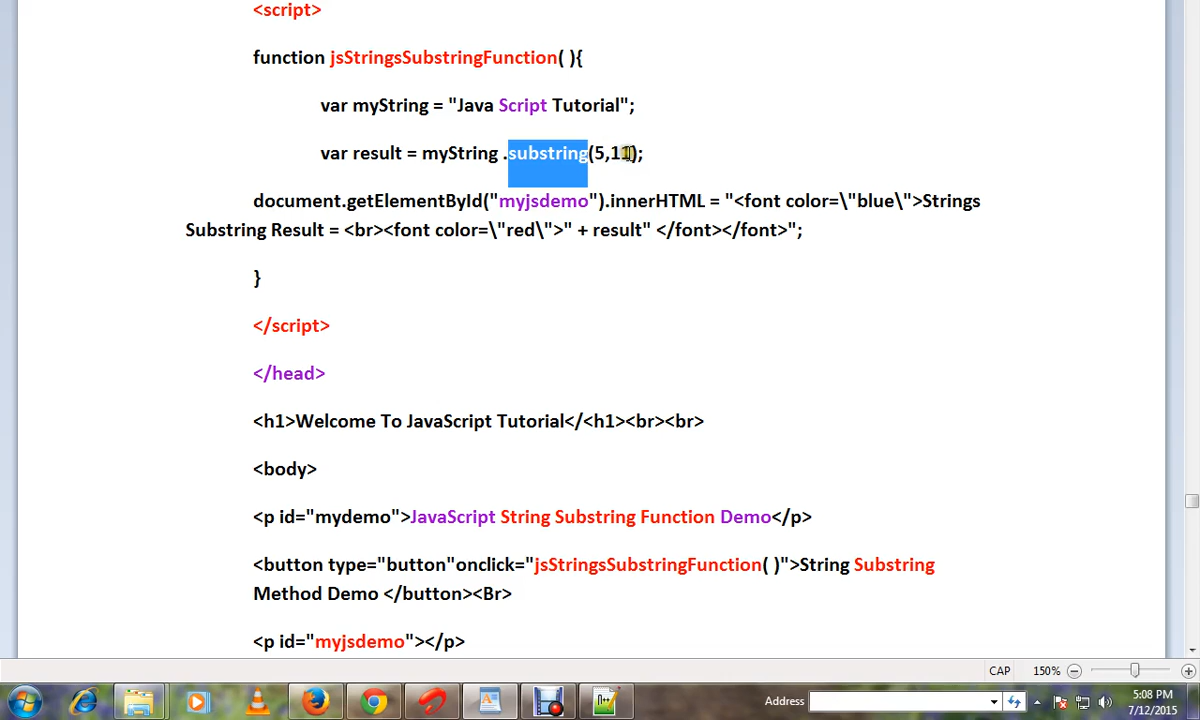 <script>
function jsStringsSubstringFunction( ){
var myString = "Java Script Tutorial";
var result = myString .substring(5,11);
document.getElementById("myjsdemo").innerHTML = "<font color=\"blue\">Strings
Substring Result = <br><font color=\"red\">" + result" </font></font>";
}
</script>
</head>
<h1>Welcome To JavaScript Tutorial</<h1><br><br>
<body>
<p id="mydemo">JavaScript String Substring Function Demo</p>
<button type="button"onclick="jsStringsSubstringFunction( )">String Substring
Method Demo </button><Br>
<p id="myjsdemo"></p>
CAP 150%
Address
5:08 PM
7/12/2015